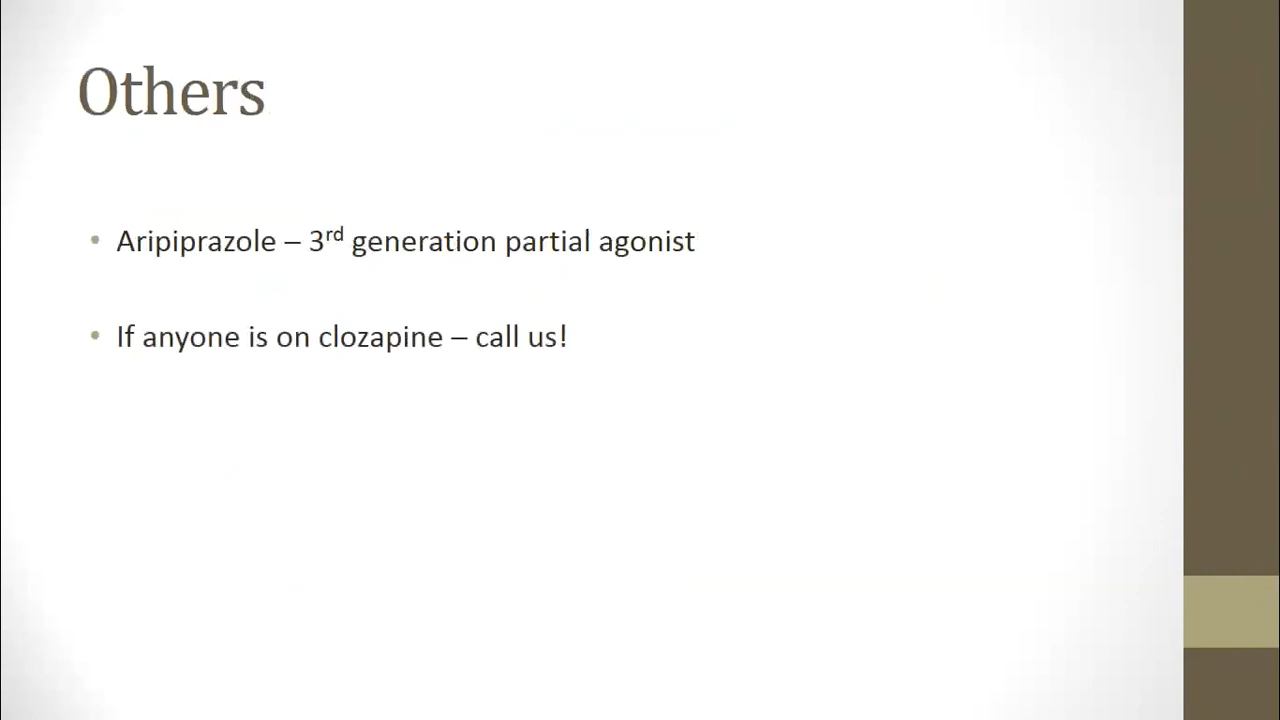 Others
• Aripiprazole – 3rd generation partial agonist
• If anyone is on clozapine – call us!